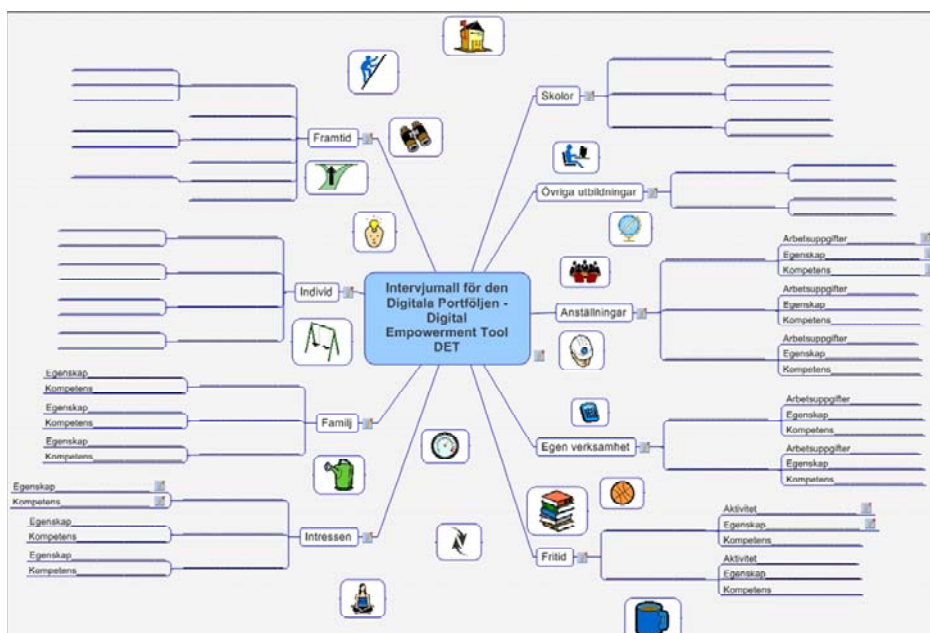 Intervjumall för den
Digitala Portföljen -
Digital
Empowerment Tool
DET
Skolor
Övriga utbildningar
Anställningar
Arbetsuppgifter
Egenskap
Kompetens
Arbetsuppgifter
Egenskap
Kompetens
Arbetsuppgifter
Egenskap
Kompetens
Egen verksamhet
Arbetsuppgifter
Egenskap
Kompetens
Arbetsuppgifter
Egenskap
Kompetens
Fritid
Aktivitet
Egenskap
Kompetens
Aktivitet
Egenskap
Kompetens
Framtid
Individ
Familj
Egenskap
Kompetens
Egenskap
Kompetens
Egenskap
Kompetens
Intressen
Egenskap
Kompetens
Egenskap
Kompetens
Egenskap
Kompetens